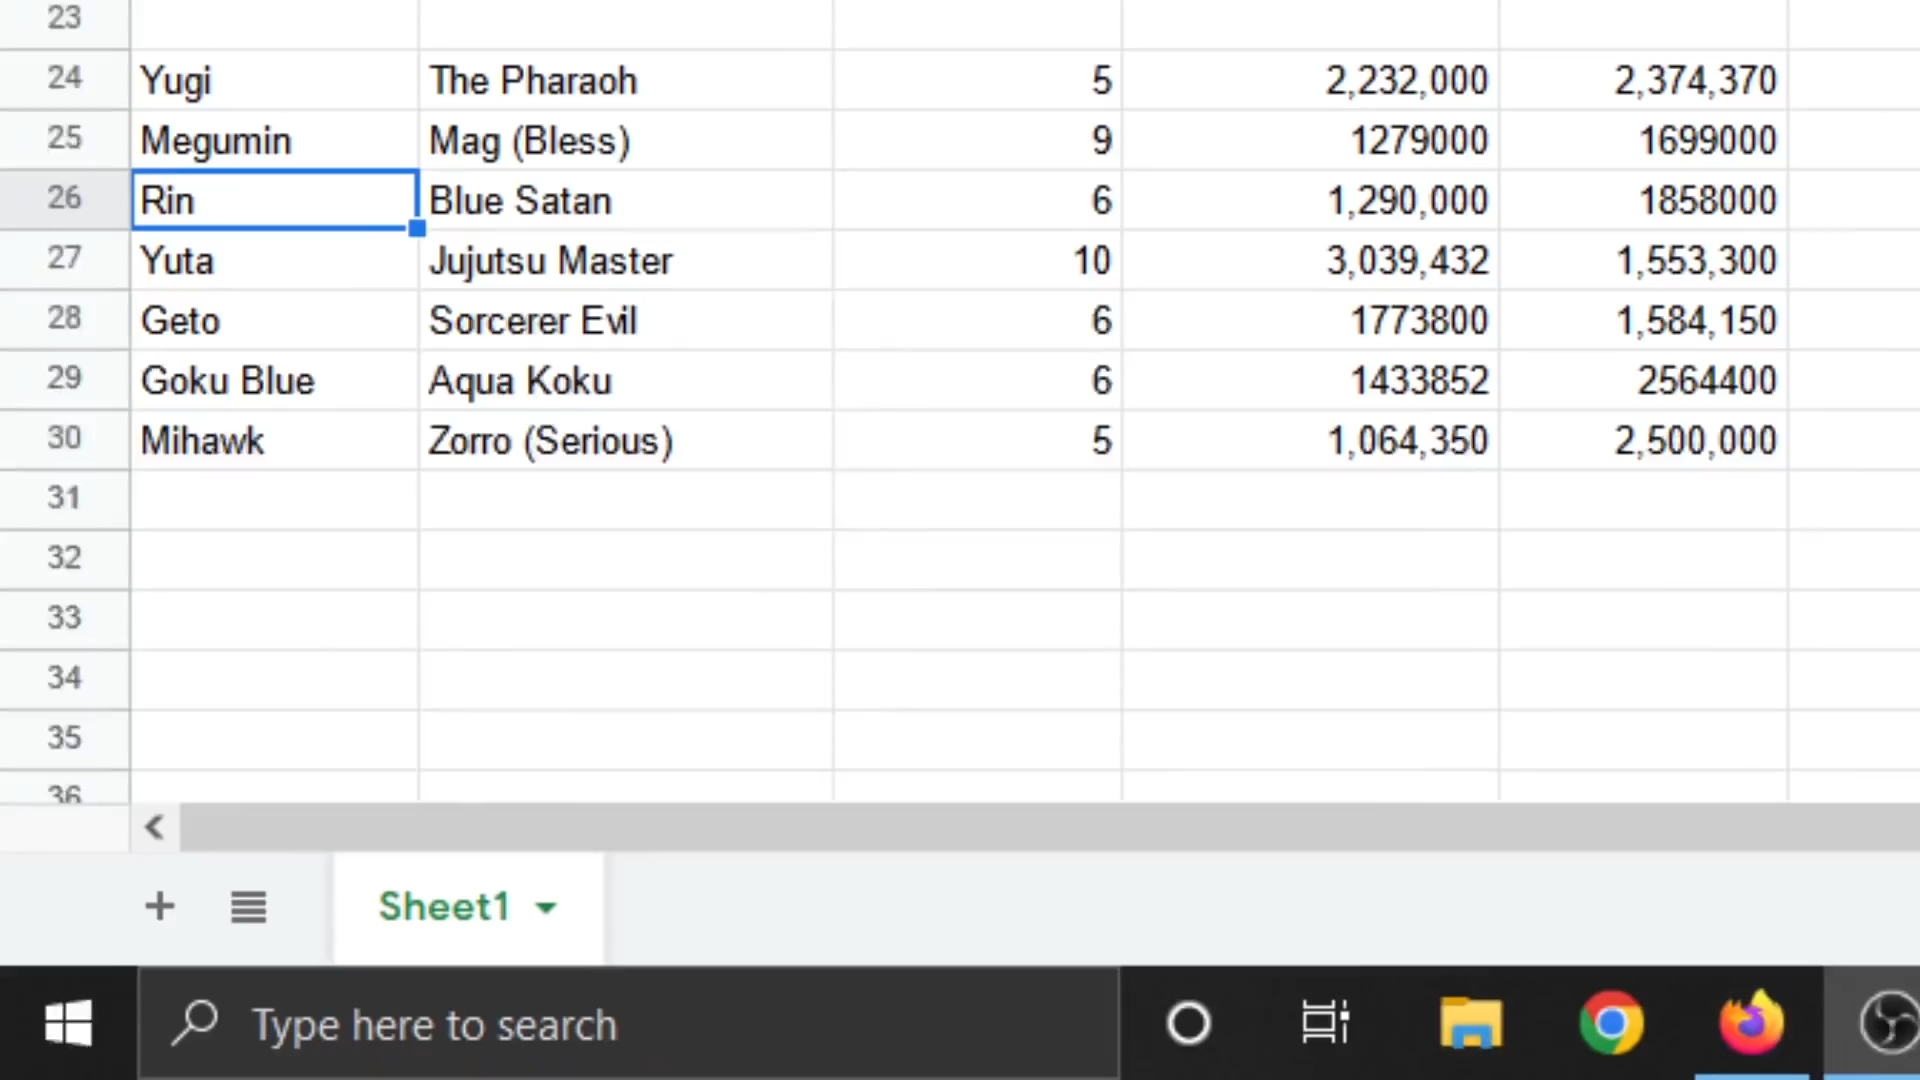 23
24 Yugi The Pharaoh 5 2,232,000 2,374,370
25 Megumin Mag (Bless) 9 1279000 1699000
26 Rin Blue Satan 6 1,290,000 1858000
27 Yuta Jujutsu Master 10 3,039,432 1,553,300
28 Geto Sorcerer Evil 6 1773800 1,584,150
29 Goku Blue Aqua Koku 6 1433852 2564400
30 Mihawk Zorro (Serious) 5 1,064,350 2,500,000
31
32
33
34
35
36
Sheet1
Type here to search